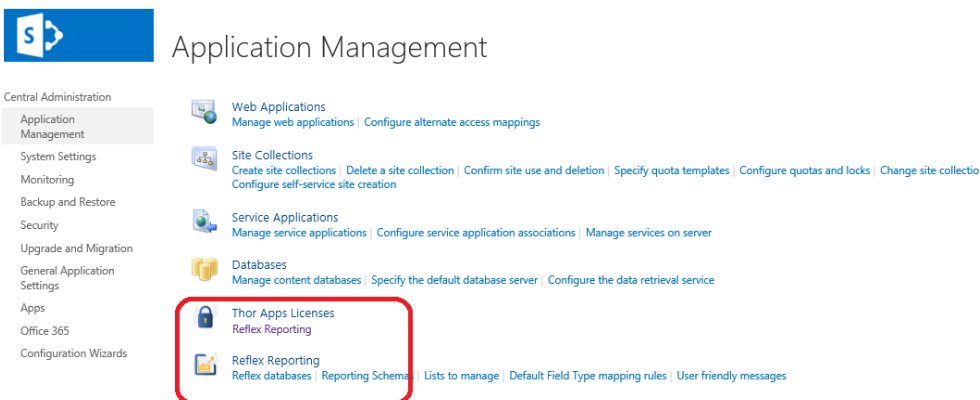 S
Application Management
Central Administration
Application
Management
System Settings
Monitoring
Backup and Restore
Security
Upgrade and Migration
General Application
Settings
Apps
Office 365
Configuration Wizards
Web Applications
Manage web applications | Configure alternate access mappings
Site Collections
Create site collections | Delete a site collection | Confirm site use and deletion | Specify quota templates | Configure quotas and locks | Change site collectio
Configure self-service site creation
Service Applications
Manage service applications | Configure service application associations | Manage services on server
Databases
Manage content databases | Specify the default database server | Configure the data retrieval service
Thor Apps Licenses
Reflex Reporting
Reflex Reporting
Reflex databases | Reporting Schemas | Lists to manage | Default Field Type mapping rules | User friendly messages